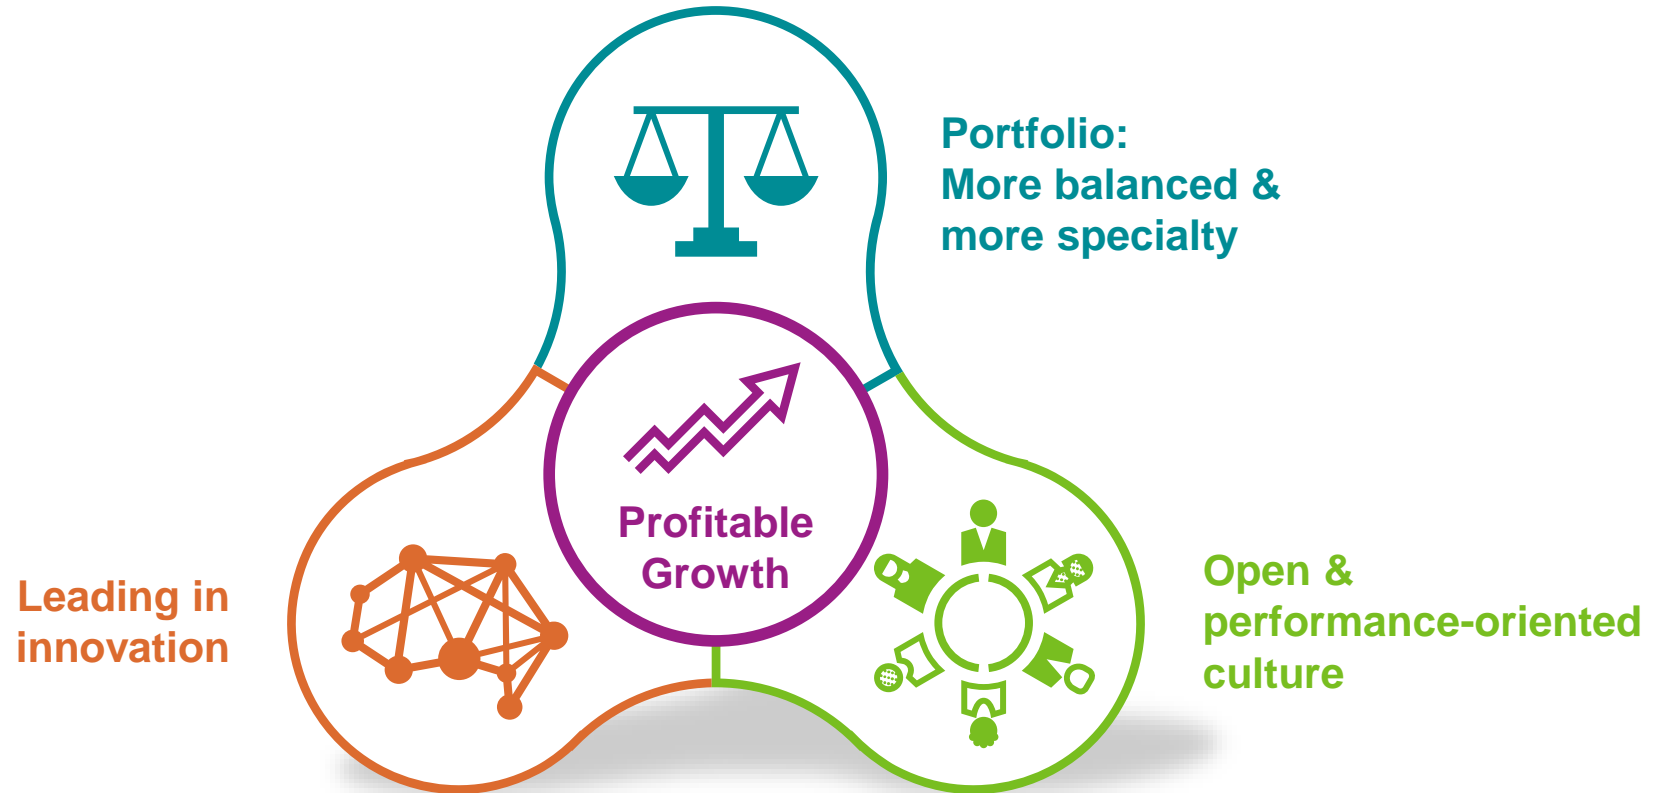 Portfolio:
More balanced &
more specialty
Profitable
Growth
Leading in
innovation
Open &
performance-oriented
culture